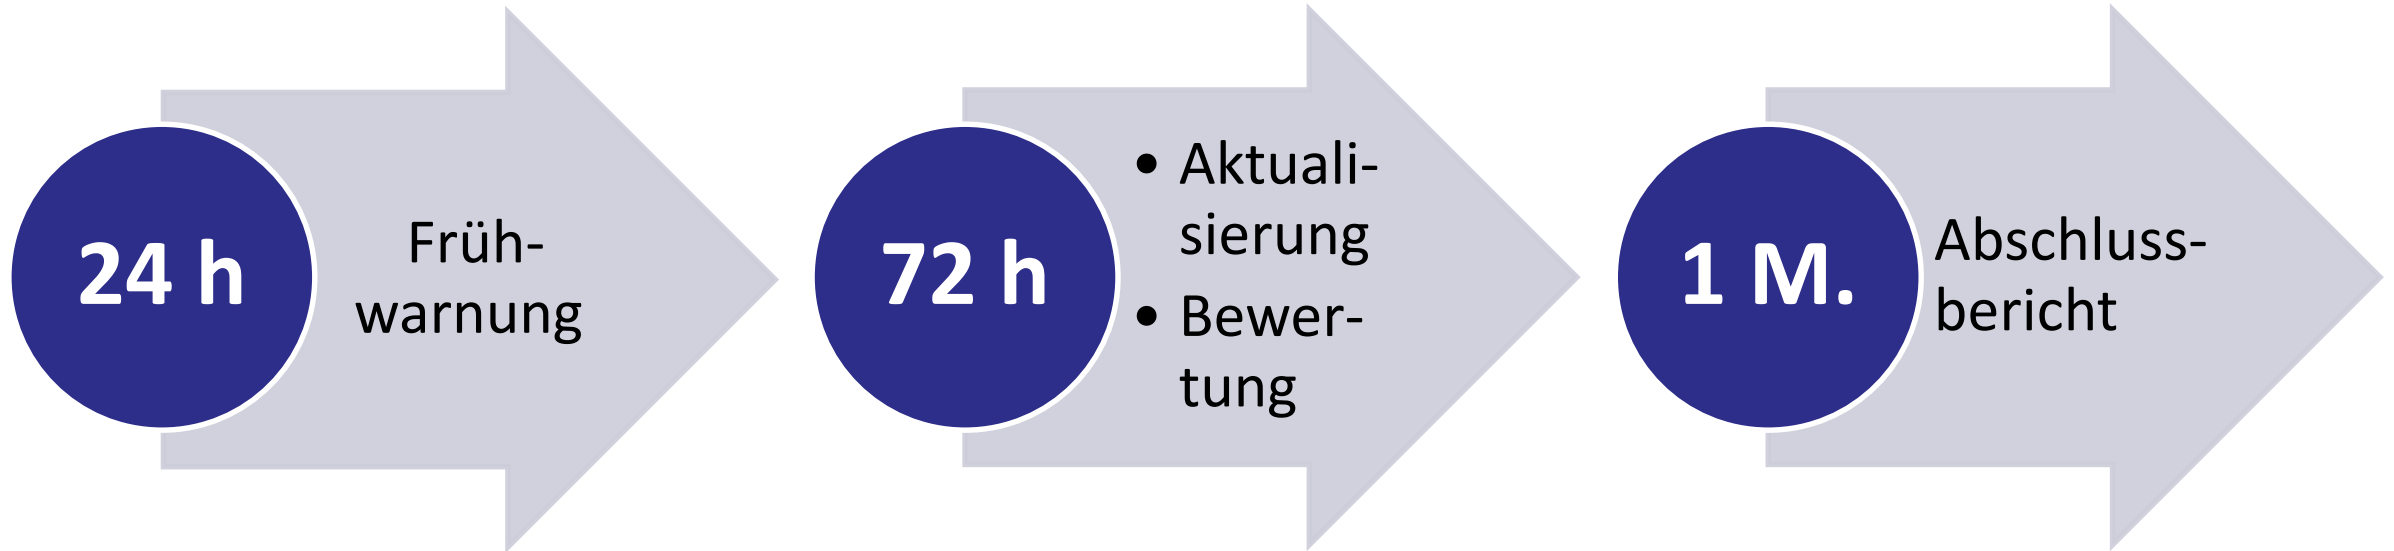 24 h
Früh-
warnung
72 h
• Aktuali-
sierung
• Bewer-
tung
1 M.
Abschluss-
bericht